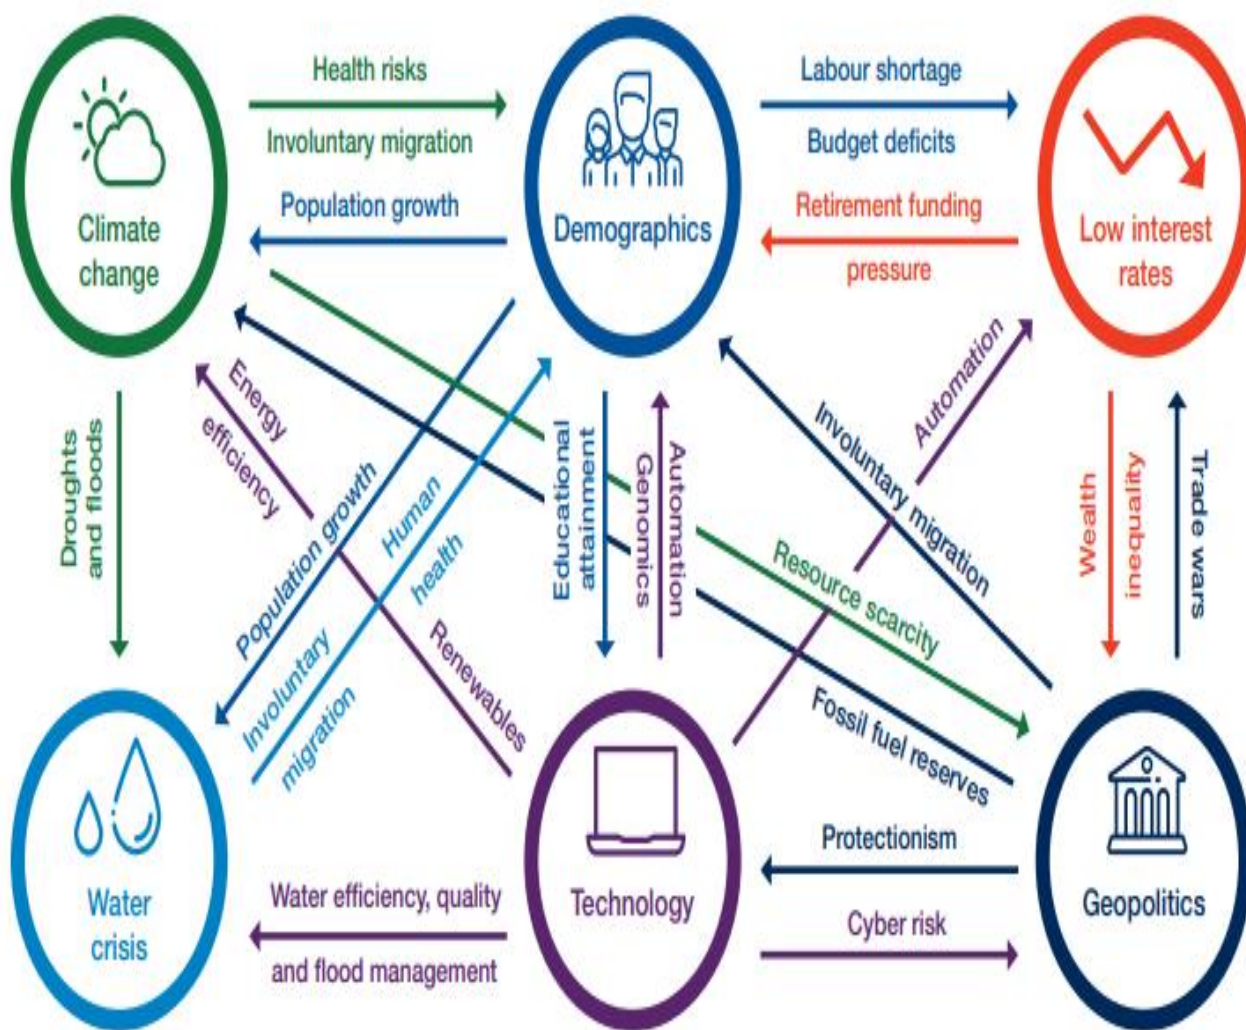 Health risks
Involuntary migration
Population growth
Labour shortage
Budget deficits
Retirement funding
pressure
Climate
change
Demographics
Low interest
rates
Droughts
and floods
Energy
efficiency
Renewables
Population growth
Human
health
Involuntary
migration
Educational
attainment
Automation
Genomics
Automation
Involuntary migration
Resource scarcity
Fossil fuel reserves
Wealth
inequality
Trade wars
Water
crisis
Water efficiency, quality
and flood management
Technology
Protectionism
Cyber risk
Geopolitics